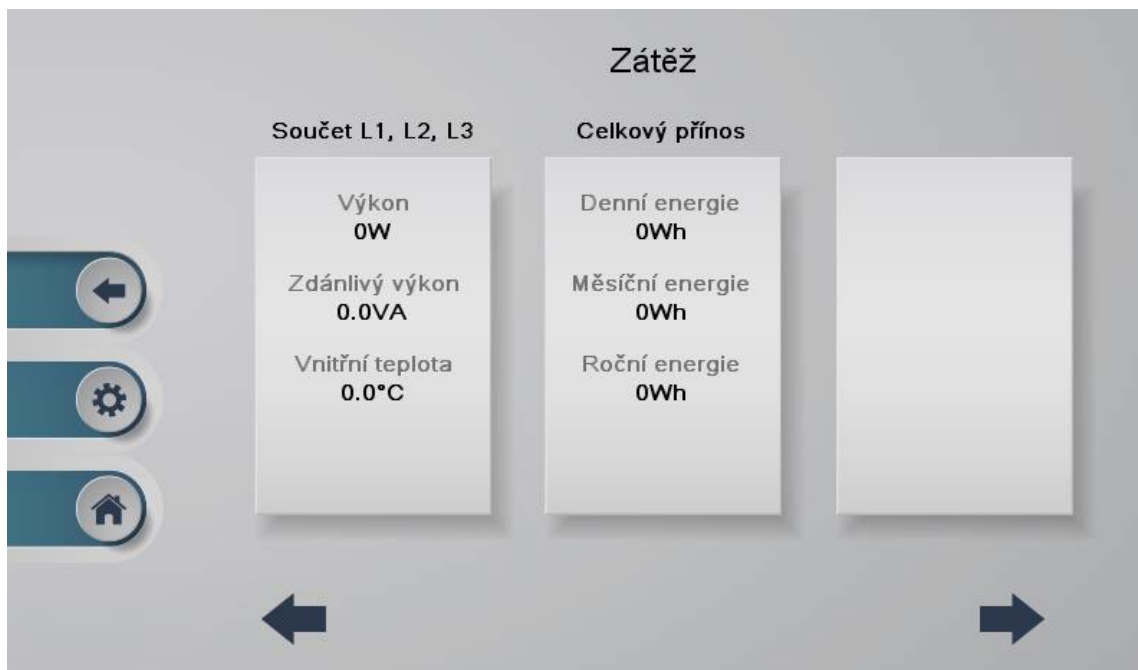 Zátěž
Součet L1, L2, L3
Výkon
0W
Zdánlivý výkon
0.0VA
Vnitřní teplota
0.0°C
Celkový přínos
Denní energie
0Wh
Měsíční energie
0Wh
Roční energie
0Wh